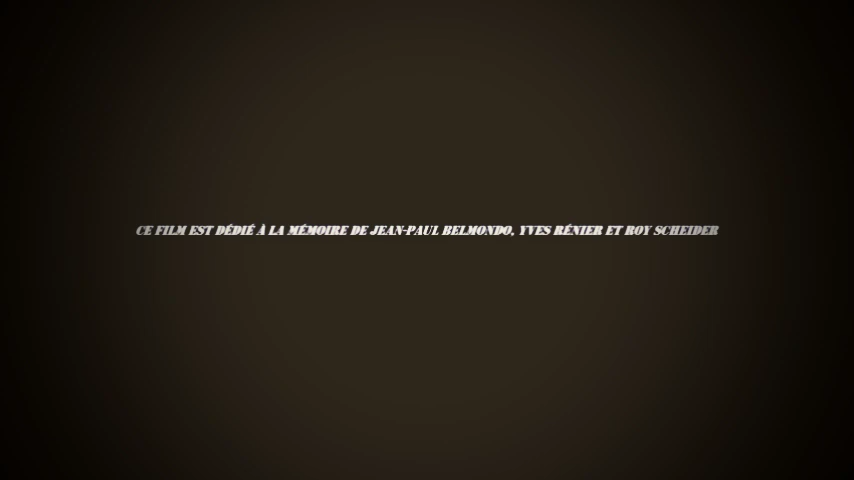 CE FILM EST DÉDIÉ À LA MÉMOIRE DE JEAN-PAUL BELMONDO, YVES RÉNIER ET ROY SCHEIDER